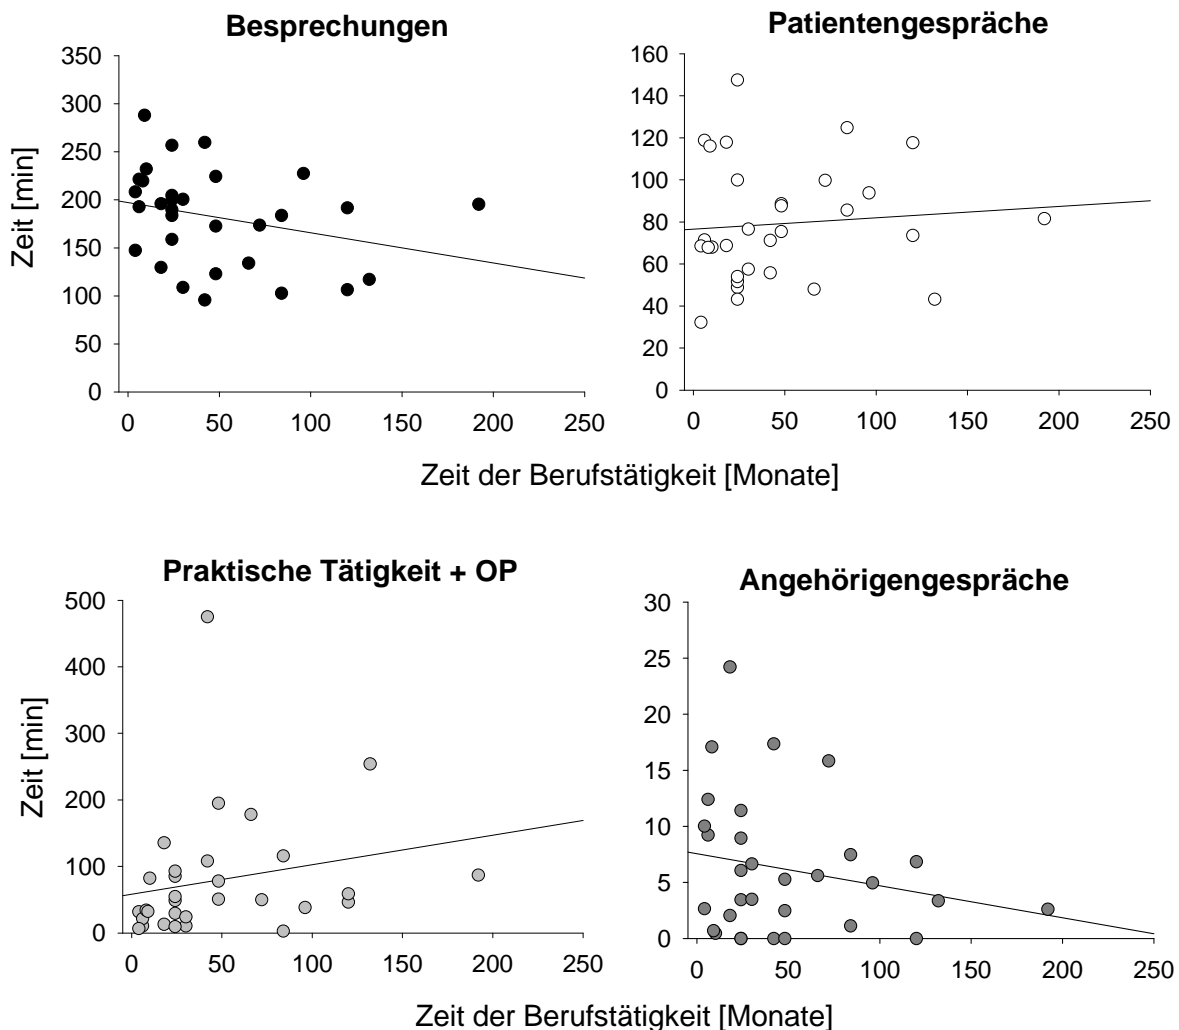 Besprechungen
350
300
250
200
150
100
50
0
Zeit [min]
0 50 100 150 200 250
Patientengespräche
160
140
120
100
80
60
40
20
0
0 50 100 150 200 250
Zeit der Berufstätigkeit [Monate]
Praktische Tätigkeit + OP
500
400
300
200
100
0
Zeit [min]
0 50 100 150 200 250
Angehörigengespräche
30
25
20
15
10
5
0
0 50 100 150 200 250
Zeit der Berufstätigkeit [Monate]